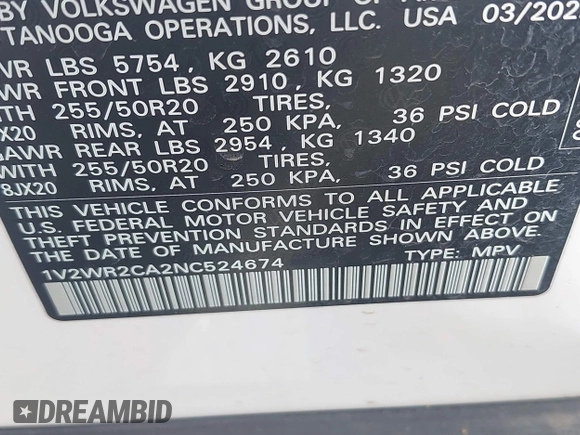 BY VOLKSWAGEN GROUP OF
TANOOGA OPERATIONS, LLC. USA 03/202
WR LBS 5754, KG 2610
WR FRONT LBS 2910, KG 1320
TH 255/50R20 TIRES,
X20 RIMS, AT 250 KPA, 36 PSI COLD
AWR REAR LBS 2954, KG 1340
WITH 255/50R20 TIRES,
8JX20 RIMS, AT 250 KPA, 36 PSI COLD
THIS VEHICLE CONFORMS TO ALL APPLICABLE
U.S. FEDERAL MOTOR VEHICLE SAFETY AND
THEFT PREVENTION STANDARDS IN EFFECT ON
THE DATE OF MANUFACTURE SHOWN ABOVE.
1V2WR2CA2NC524674 TYPE: MPV
DREAMBID